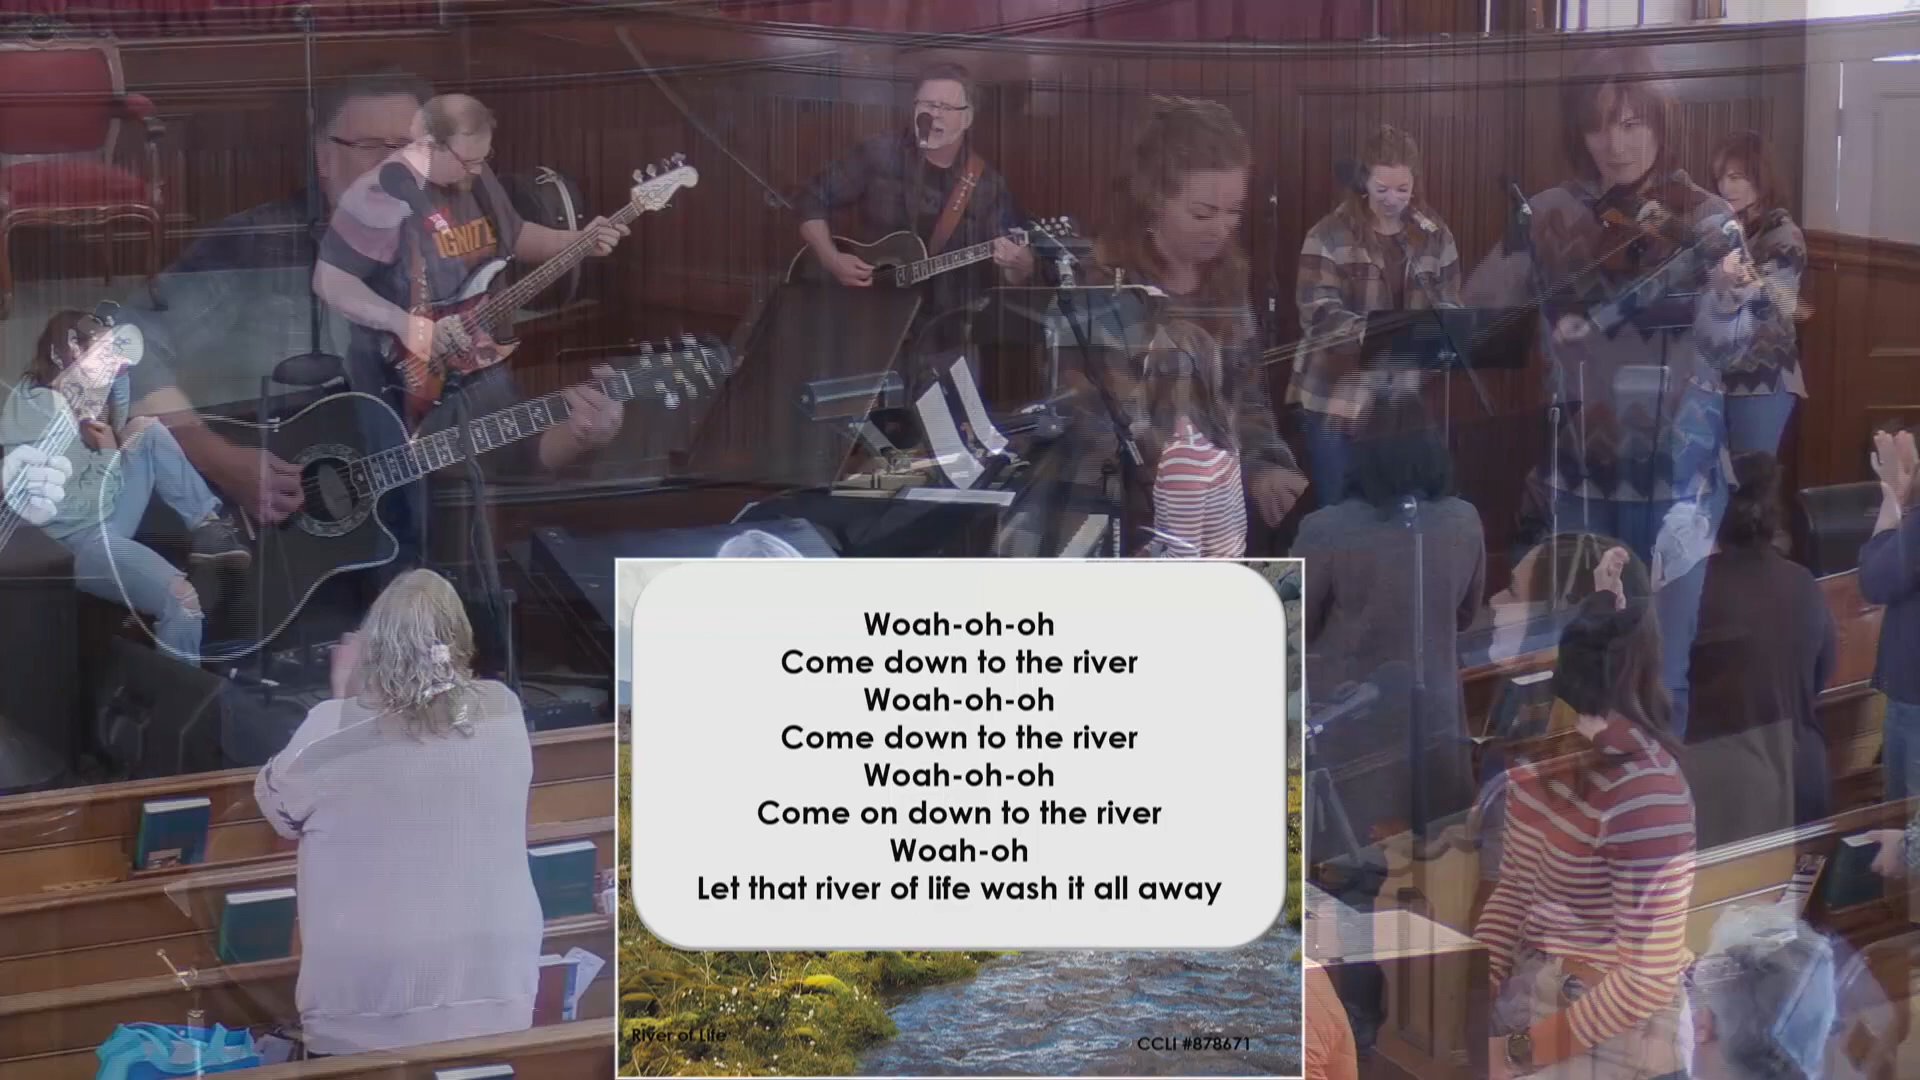 IGNITE
Woah-oh-oh
Come down to the river
Woah-oh-oh
Come down to the river
Woah-oh-oh
Come on down to the river
Woah-oh
Let that river of life wash it all away
River of Life
CCLI #878671